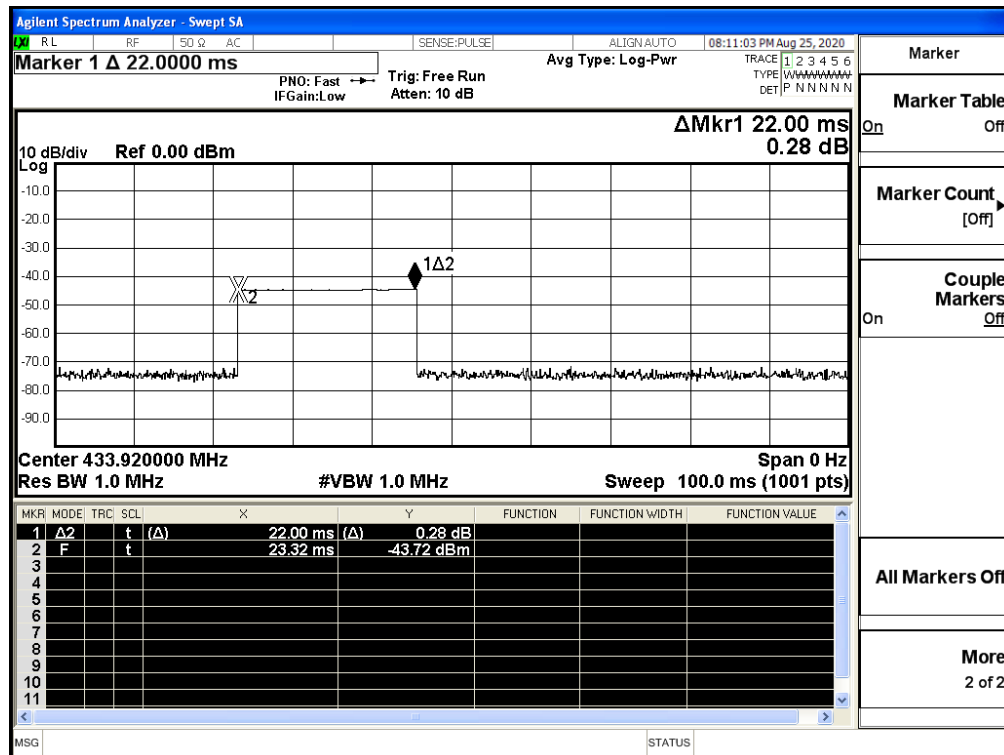 Agilent Spectrum Analyzer - Swept SA
LXI RL RF 50 Ω AC SENSE:PULSE ALIGNAUTO 08:11:03 PM Aug 25, 2020
Marker 1 Δ 22.0000 ms
PNO: Fast
IFGain:Low
Trig: Free Run
Atten: 10 dB
Avg Type: Log-Pwr
TRACE 1 2 3 4 5 6
TYPE WWWWWW
DET P N N N N N
ΔMkr1 22.00 ms
0.28 dB
10 dB/div Ref 0.00 dBm
Log
-10.0
-20.0
-30.0
-40.0
-50.0
-60.0
-70.0
-80.0
-90.0
1Δ2
2
Center 433.920000 MHz Span 0 Hz
Res BW 1.0 MHz #VBW 1.0 MHz Sweep 100.0 ms (1001 pts)
MKR MODE TRC SCL X Y FUNCTION FUNCTION WIDTH FUNCTION VALUE
1 Δ2 t (Δ) 22.00 ms (Δ) 0.28 dB
2 F t 23.32 ms -43.72 dBm
3
4
5
6
7
8
9
10
11
MSG STATUS
Marker
Marker Table
On Off
Marker Count
[Off]
Couple
Markers
On Off
All Markers Off
More
2 of 2